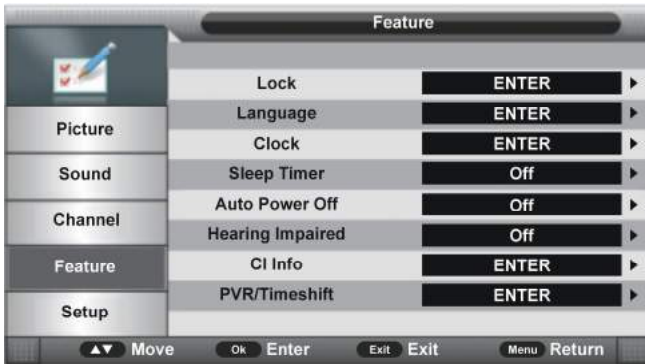 Feature
Picture
Sound
Channel
Feature
Setup
Lock ENTER
Language ENTER
Clock ENTER
Sleep Timer Off
Auto Power Off Off
Hearing Impaired Off
CI Info ENTER
PVR/Timeshift ENTER
▲▼ Move Ok Enter Exit Exit Menu Return